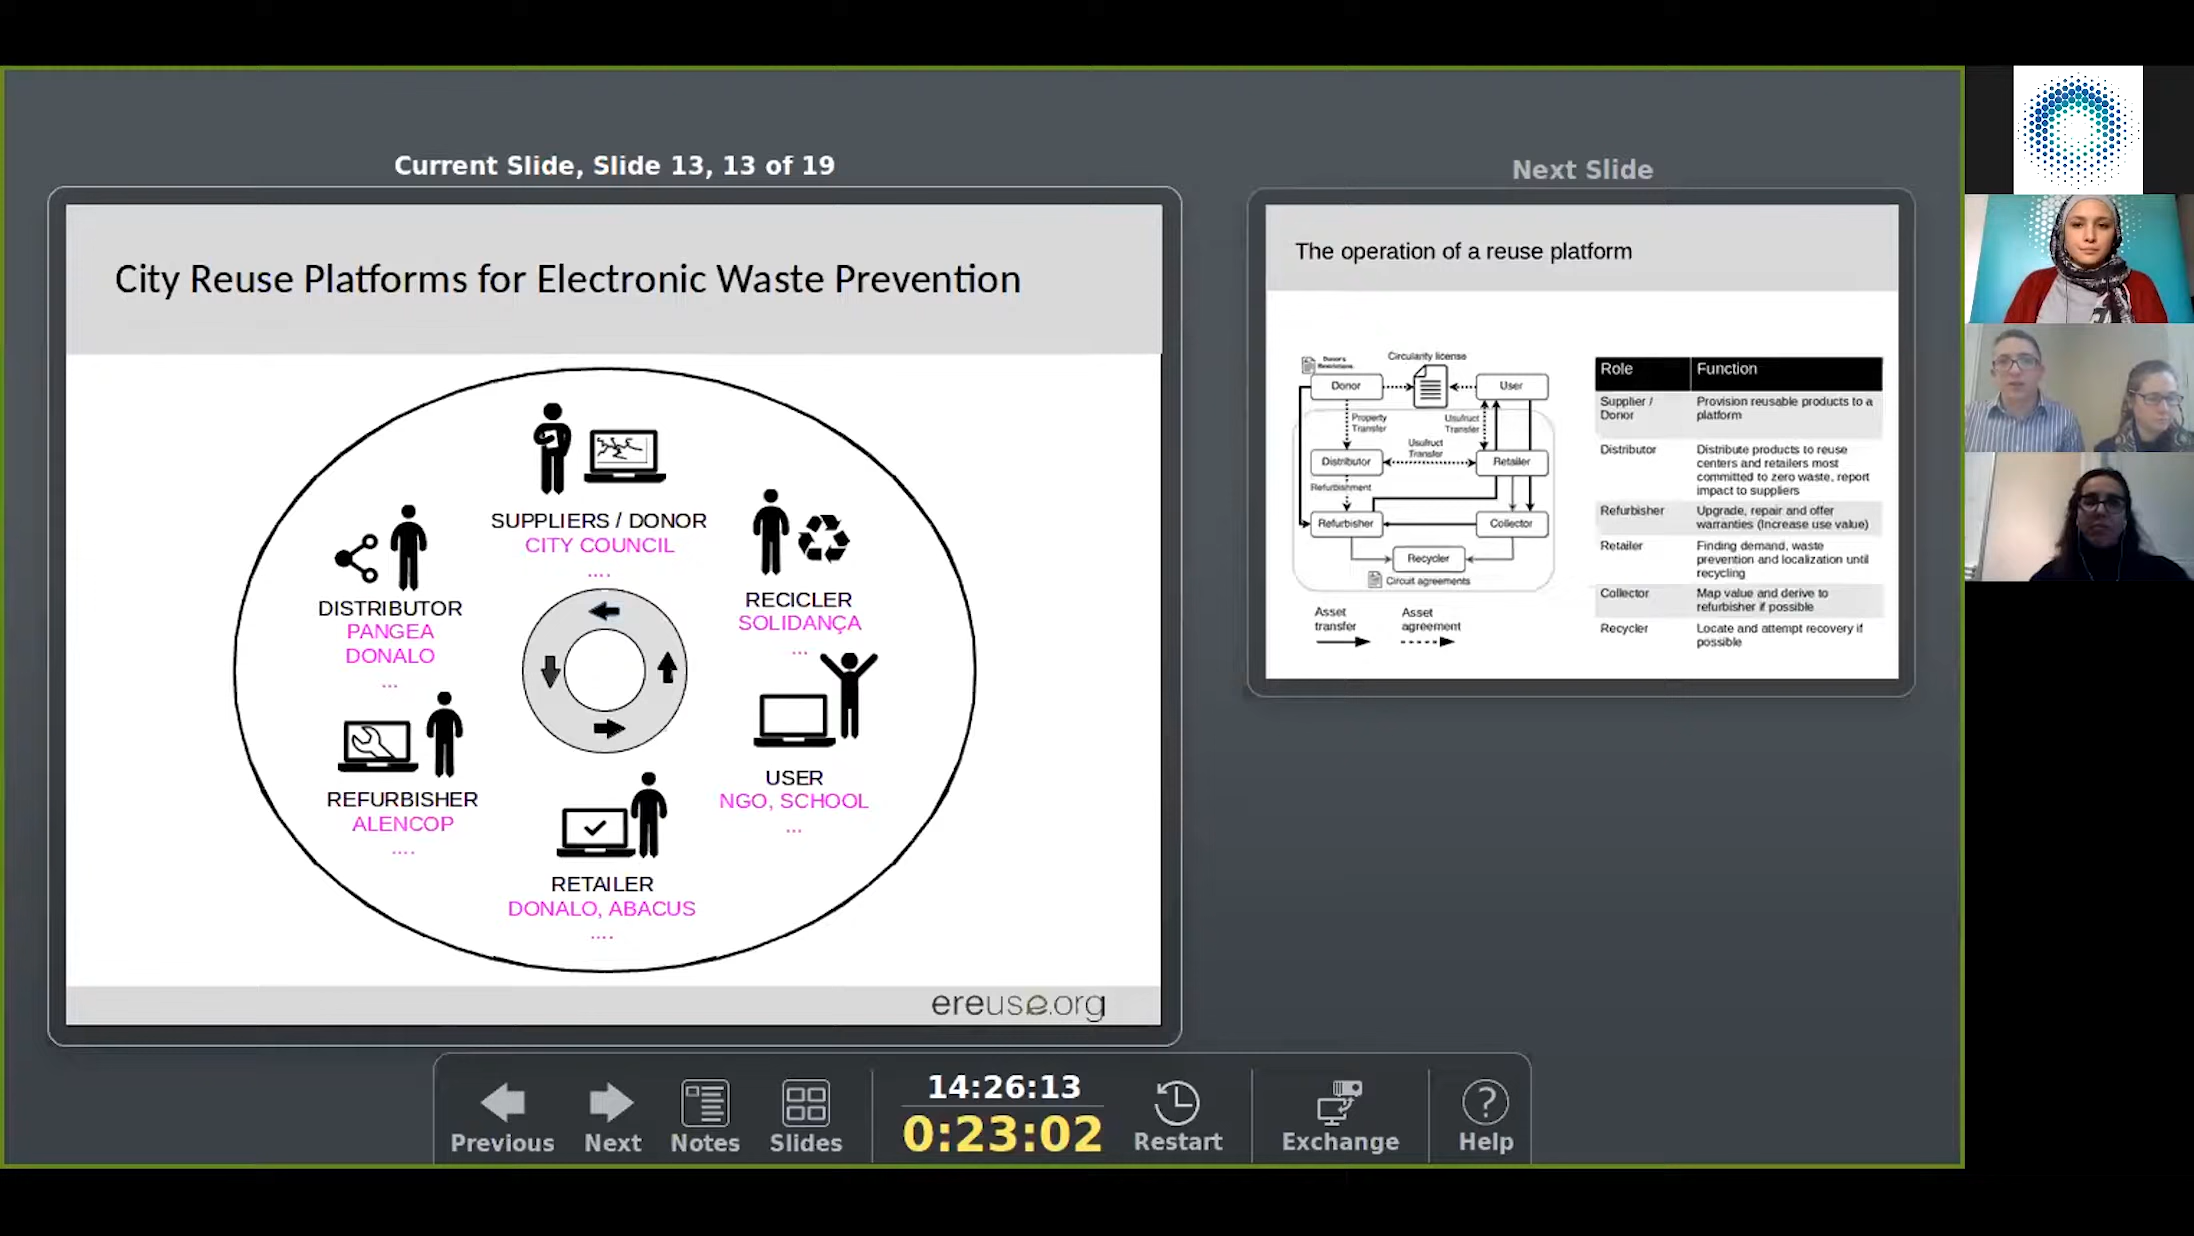 Current Slide, Slide 13, 13 of 19
City Reuse Platforms for Electronic Waste Prevention
SUPPLIERS / DONOR
CITY COUNCIL
....
DISTRIBUTOR
PANGEA
DONALO
...
RECICLER
SOLIDANÇA
...
REFURBISHER
ALENCOP
....
USER
NGO, SCHOOL
...
RETAILER
DONALO, ABACUS
....
ereuse.org
Next Slide
The operation of a reuse platform
Donor's
Restrictions.
Circularity license
Donor
User
Property
Transfer
Usufruct
Transfer
Usufruct
Transfer
Distributor
Retailer
Refurbishment
Refurbisher
Collector
Recycler
Circuit agreements
Asset
transfer
Asset
agreement
Role Function
Supplier / Donor
Provision reusable products to a platform
Distributor
Distribute products to reuse
centers and retailers most
committed to zero waste, report
impact to suppliers
Refurbisher
Upgrade, repair and offer
warranties (Increase use value)
Retailer
Finding demand, waste
prevention and localization until
recycling
Collector
Map value and derive to
refurbisher if possible
Recycler
Locate and attempt recovery if
possible
Previous
Next
Notes
Slides
14:26:13
0:23:02
Restart
Exchange
Help